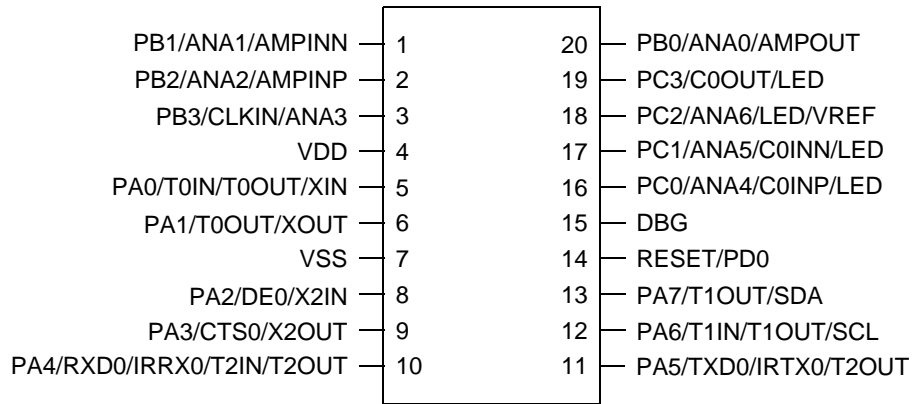 PB1/ANA1/AMPINN 1 20 PB0/ANA0/AMPOUT
PB2/ANA2/AMPINP 2 19 PC3/C0OUT/LED
PB3/CLKIN/ANA3 3 18 PC2/ANA6/LED/VREF
VDD 4 17 PC1/ANA5/C0INN/LED
PA0/T0IN/T0OUT/XIN 5 16 PC0/ANA4/C0INP/LED
PA1/T0OUT/XOUT 6 15 DBG
VSS 7 14 RESET/PD0
PA2/DE0/X2IN 8 13 PA7/T1OUT/SDA
PA3/CTS0/X2OUT 9 12 PA6/T1IN/T1OUT/SCL
PA4/RXD0/IRRX0/T2IN/T2OUT 10 11 PA5/TXD0/IRTX0/T2OUT